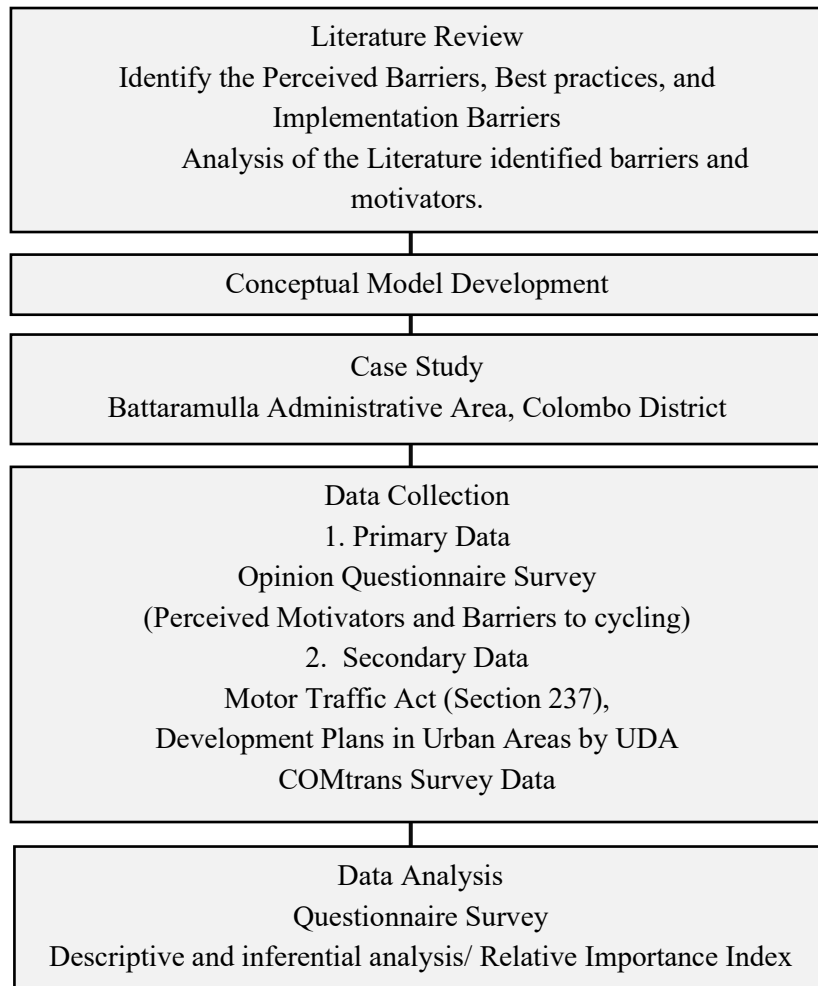 Literature Review
Identify the Perceived Barriers, Best practices, and
Implementation Barriers
Analysis of the Literature identified barriers and
motivators.
Conceptual Model Development
Case Study
Battaramulla Administrative Area, Colombo District
Data Collection
1. Primary Data
Opinion Questionnaire Survey
(Perceived Motivators and Barriers to cycling)
2. Secondary Data
Motor Traffic Act (Section 237),
Development Plans in Urban Areas by UDA
COMtrans Survey Data
Data Analysis
Questionnaire Survey
Descriptive and inferential analysis/ Relative Importance Index